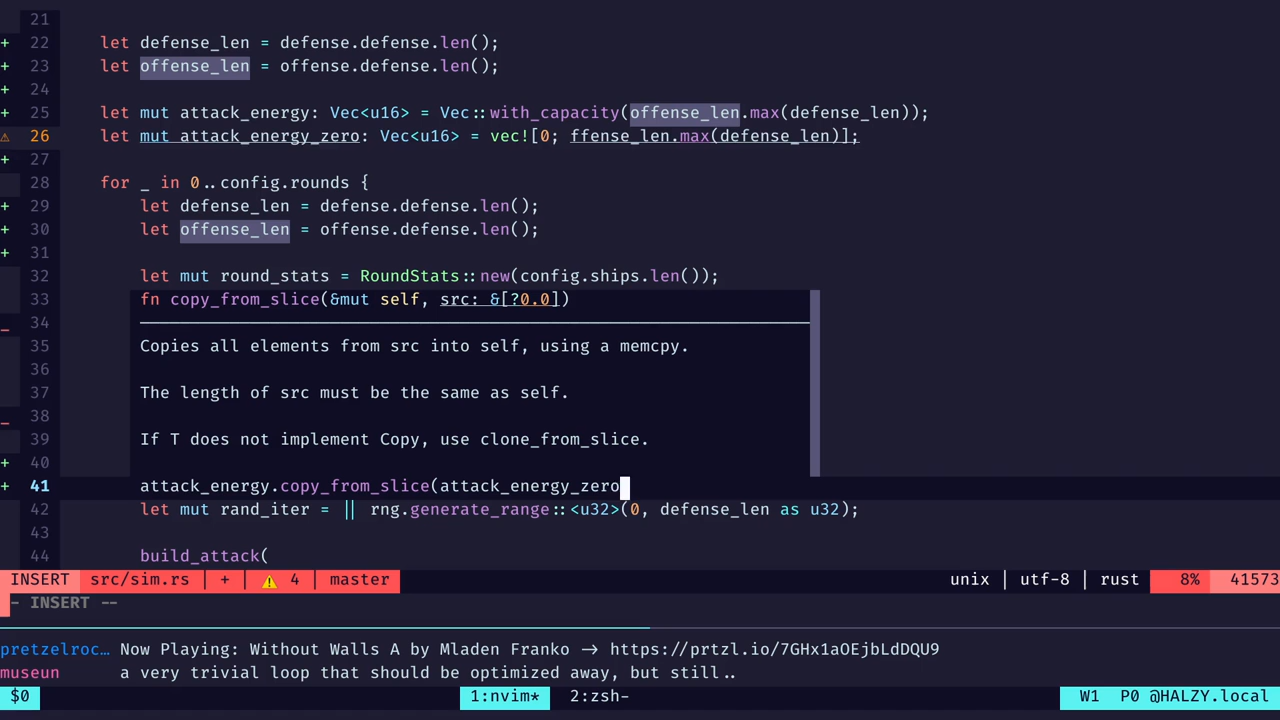 21
+ 22 let defense_len = defense.defense.len();
+ 23 let offense_len = offense.defense.len();
+ 24
+ 25 let mut attack_energy: Vec<u16> = Vec::with_capacity(offense_len.max(defense_len));
⚠ 26 let mut attack_energy_zero: Vec<u16> = vec![0; ffense_len.max(defense_len)];
+ 27
28 for _ in 0..config.rounds {
+ 29 let defense_len = defense.defense.len();
+ 30 let offense_len = offense.defense.len();
+ 31
32 let mut round_stats = RoundStats::new(config.ships.len());
33 fn copy_from_slice(&mut self, src: &[?0.0])
_ 34
35 Copies all elements from src into self, using a memcpy.
36
37 The length of src must be the same as self.
_ 38
39 If T does not implement Copy, use clone_from_slice.
+ 40
+ 41 attack_energy.copy_from_slice(attack_energy_zero
42 let mut rand_iter = || rng.generate_range::<u32>(0, defense_len as u32);
43
44 build_attack(
INSERT src/sim.rs | + | ⚠ 4 | master unix | utf-8 | rust 8% 41573
- INSERT --
pretzelroc… Now Playing: Without Walls A by Mladen Franko -> https://prtzl.io/7GHx1aOEjbLdDQU9
museun a very trivial loop that should be optimized away, but still..
$0 1:nvim* 2:zsh- W1 P0 @HALZY.local